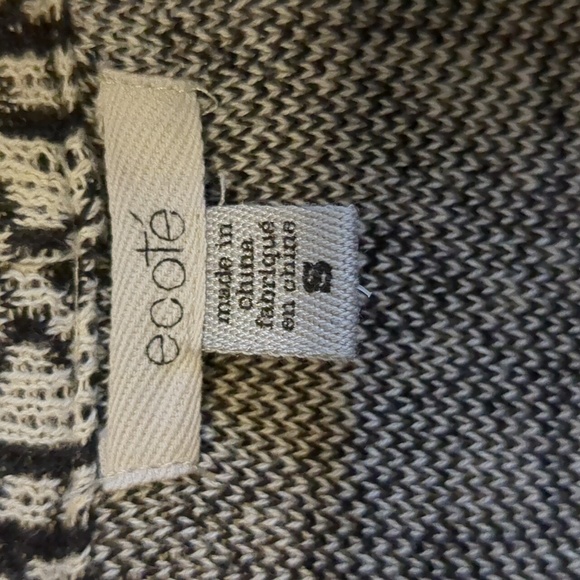 ecoté
made in
china
fabriqué
en chine
S